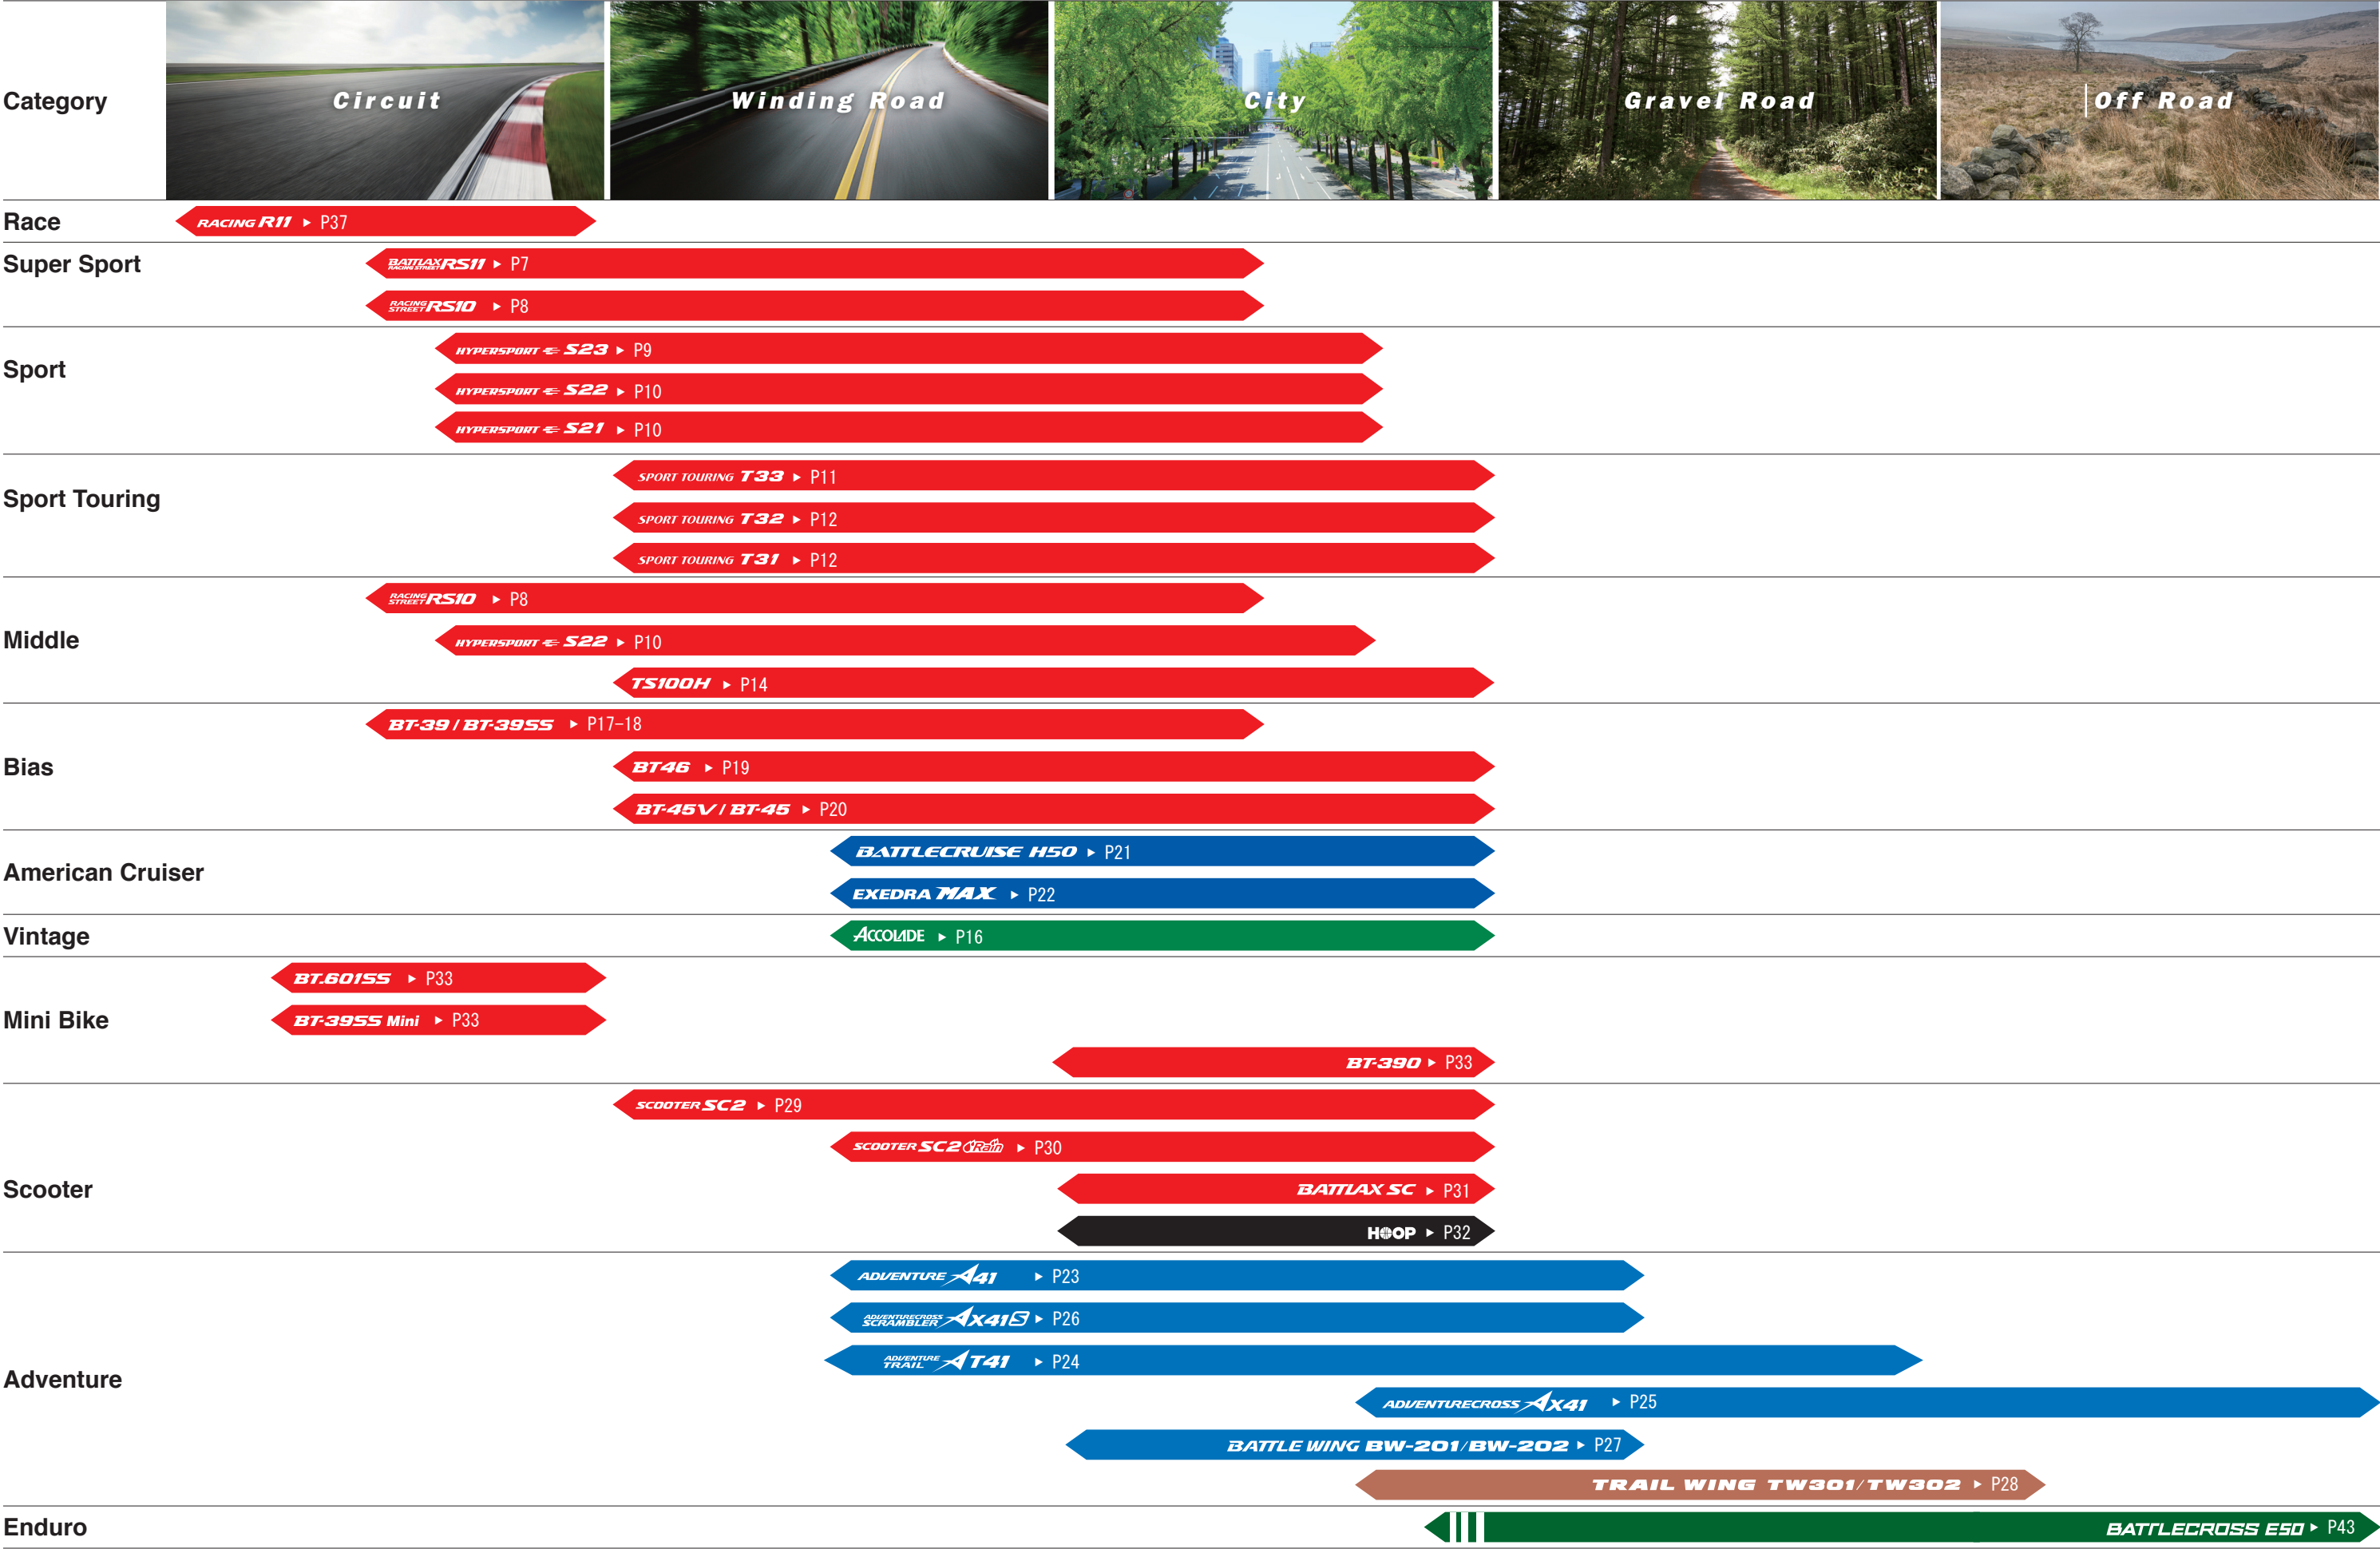 Category
Circuit
Winding Road
City
Gravel Road
Off Road
Race
RACING R11 ▶ P37
Super Sport
BATTLAX RACING STREET RS11 ▶ P7
RACING STREET RS10 ▶ P8
Sport
HYPERSPORT S23 ▶ P9
HYPERSPORT S22 ▶ P10
HYPERSPORT S21 ▶ P10
Sport Touring
SPORT TOURING T33 ▶ P11
SPORT TOURING T32 ▶ P12
SPORT TOURING T31 ▶ P12
Middle
RACING STREET RS10 ▶ P8
HYPERSPORT S22 ▶ P10
TS100H ▶ P14
Bias
BT-39 / BT-39SS ▶ P17-18
BT46 ▶ P19
BT-45V / BT-45 ▶ P20
American Cruiser
BATTLECRUISE H50 ▶ P21
EXEDRA MAX ▶ P22
Vintage
ACCOLADE ▶ P16
Mini Bike
BT-601SS ▶ P33
BT-39SS Mini ▶ P33
BT-390 ▶ P33
Scooter
SCOOTER SC2 ▶ P29
SCOOTER SC2 Rain ▶ P30
BATTLAX SC ▶ P31
HOOP ▶ P32
Adventure
ADVENTURE A41 ▶ P23
ADVENTURECROSS SCRAMBLER AX41S ▶ P26
ADVENTURE TRAIL AT41 ▶ P24
ADVENTURECROSS AX41 ▶ P25
BATTLE WING BW-201/BW-202 ▶ P27
TRAIL WING TW301/TW302 ▶ P28
Enduro
BATTLECROSS E50 ▶ P43